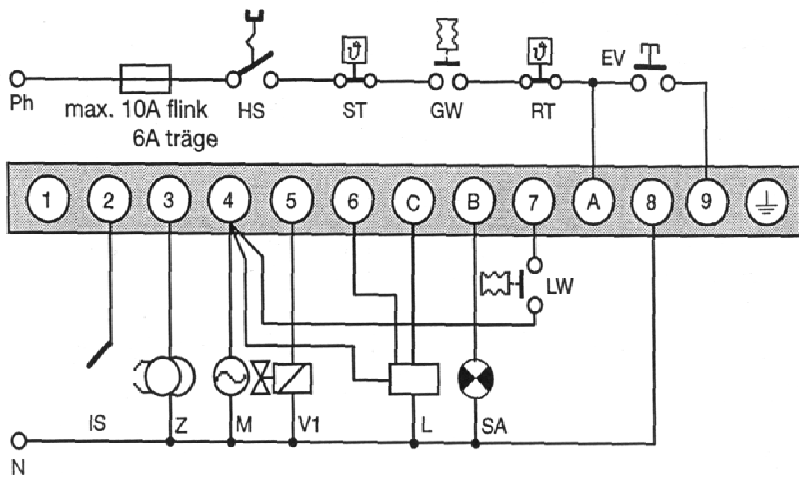 EV
Ph
max. 10A flink
6A träge
HS
ST
GW
RT
1 2 3 4 5 6 C B 7 A 8 9
LW
IS
Z
M
V1
L
SA
N